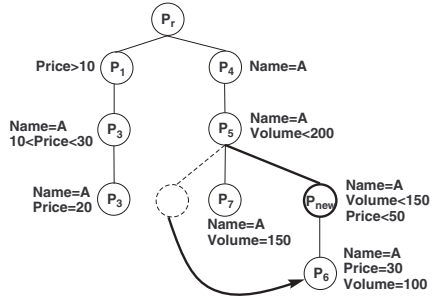 Pr
Price>10
P1
P4
Name=A
Name=A
10<Price<30
P3
P5
Name=A
Volume<200
Name=A
Price=20
P3
P7
Name=A
Volume=150
Pnew
Name=A
Volume<150
Price<50
P6
Name=A
Price=30
Volume=100